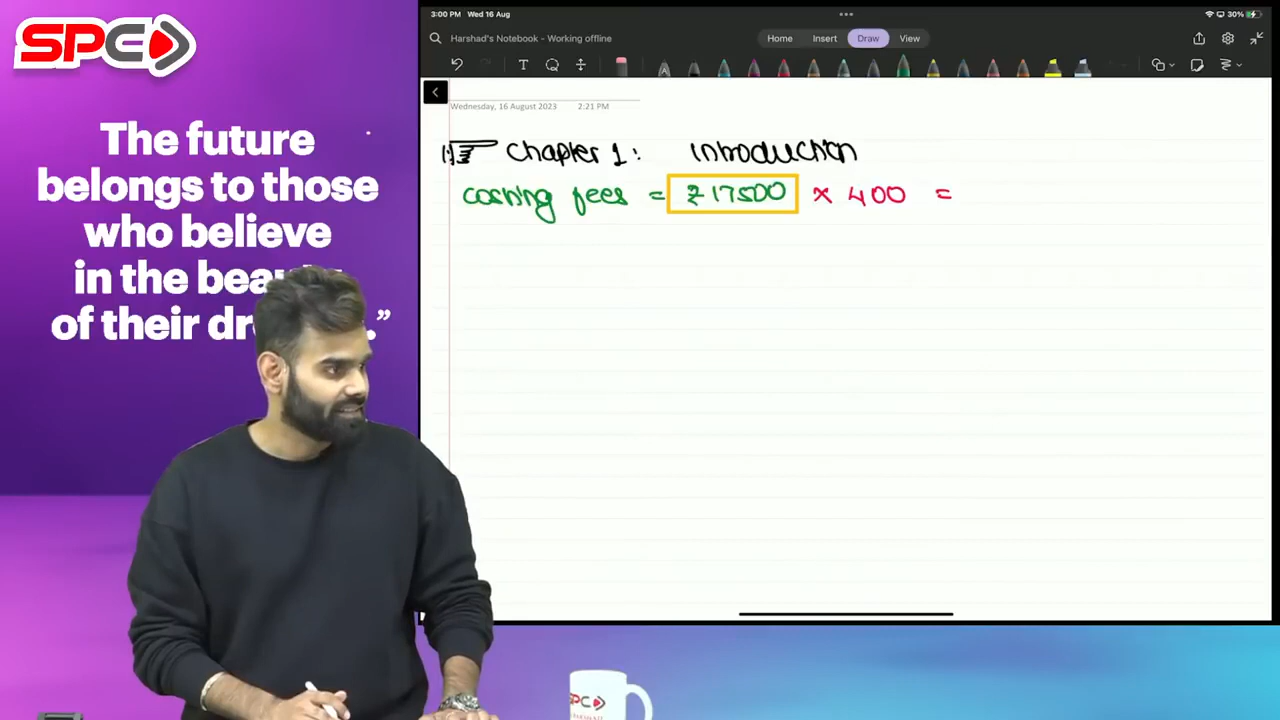 SPC
The future
belongs to those
who believe
in the beau
of their dr .”
3:00 PM Wed 16 Aug
30%
Harshad's Notebook - Working offline
Home Insert Draw View
Wednesday, 16 August 2023 2:21 PM
Chapter 1: Introduction
coshing fees = ₹17500 × 400 =
SPC